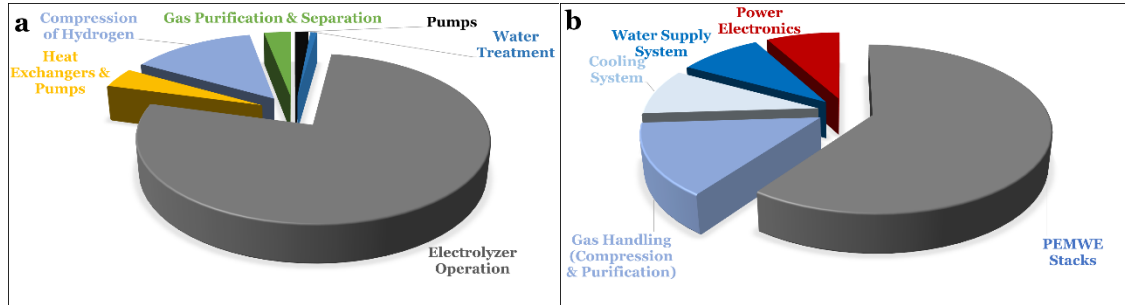 a
Compression
of Hydrogen
Gas Purification & Separation
Pumps
Water
Treatment
Heat
Exchangers &
Pumps
Electrolyzer
Operation
b
Power
Electronics
Water Supply
System
Cooling
System
Gas Handling
(Compression
& Purification)
PEMWE
Stacks